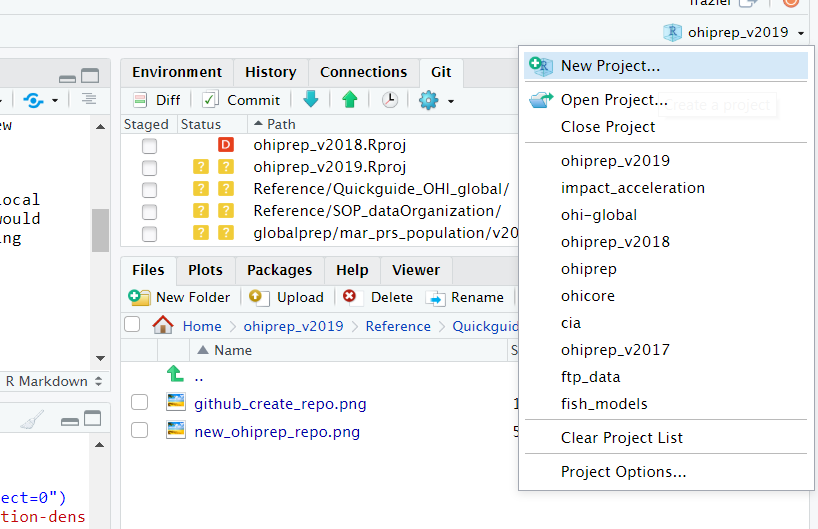 frazier
ohiprep_v2019
New Project...
Open Project...
Create a project
Close Project
ohiprep_v2019
impact_acceleration
ohi-global
ohiprep_v2018
ohiprep
ohicore
cia
ohiprep_v2017
ftp_data
fish_models
Clear Project List
Project Options...
Environment History Connections Git
Diff Commit
Staged Status Path
D ohiprep_v2018.Rproj
? ? ohiprep_v2019.Rproj
? ? Reference/Quickguide_OHI_global/
? ? Reference/SOP_dataOrganization/
? ? globalprep/mar_prs_population/v20
Files Plots Packages Help Viewer
New Folder Upload Delete Rename
Home ohiprep_v2019 Reference Quickguid
Name S
..
github_create_repo.png 1
new_ohiprep_repo.png 5
ew
ocal
would
ng
R Markdown
ect=0")
tion-dens